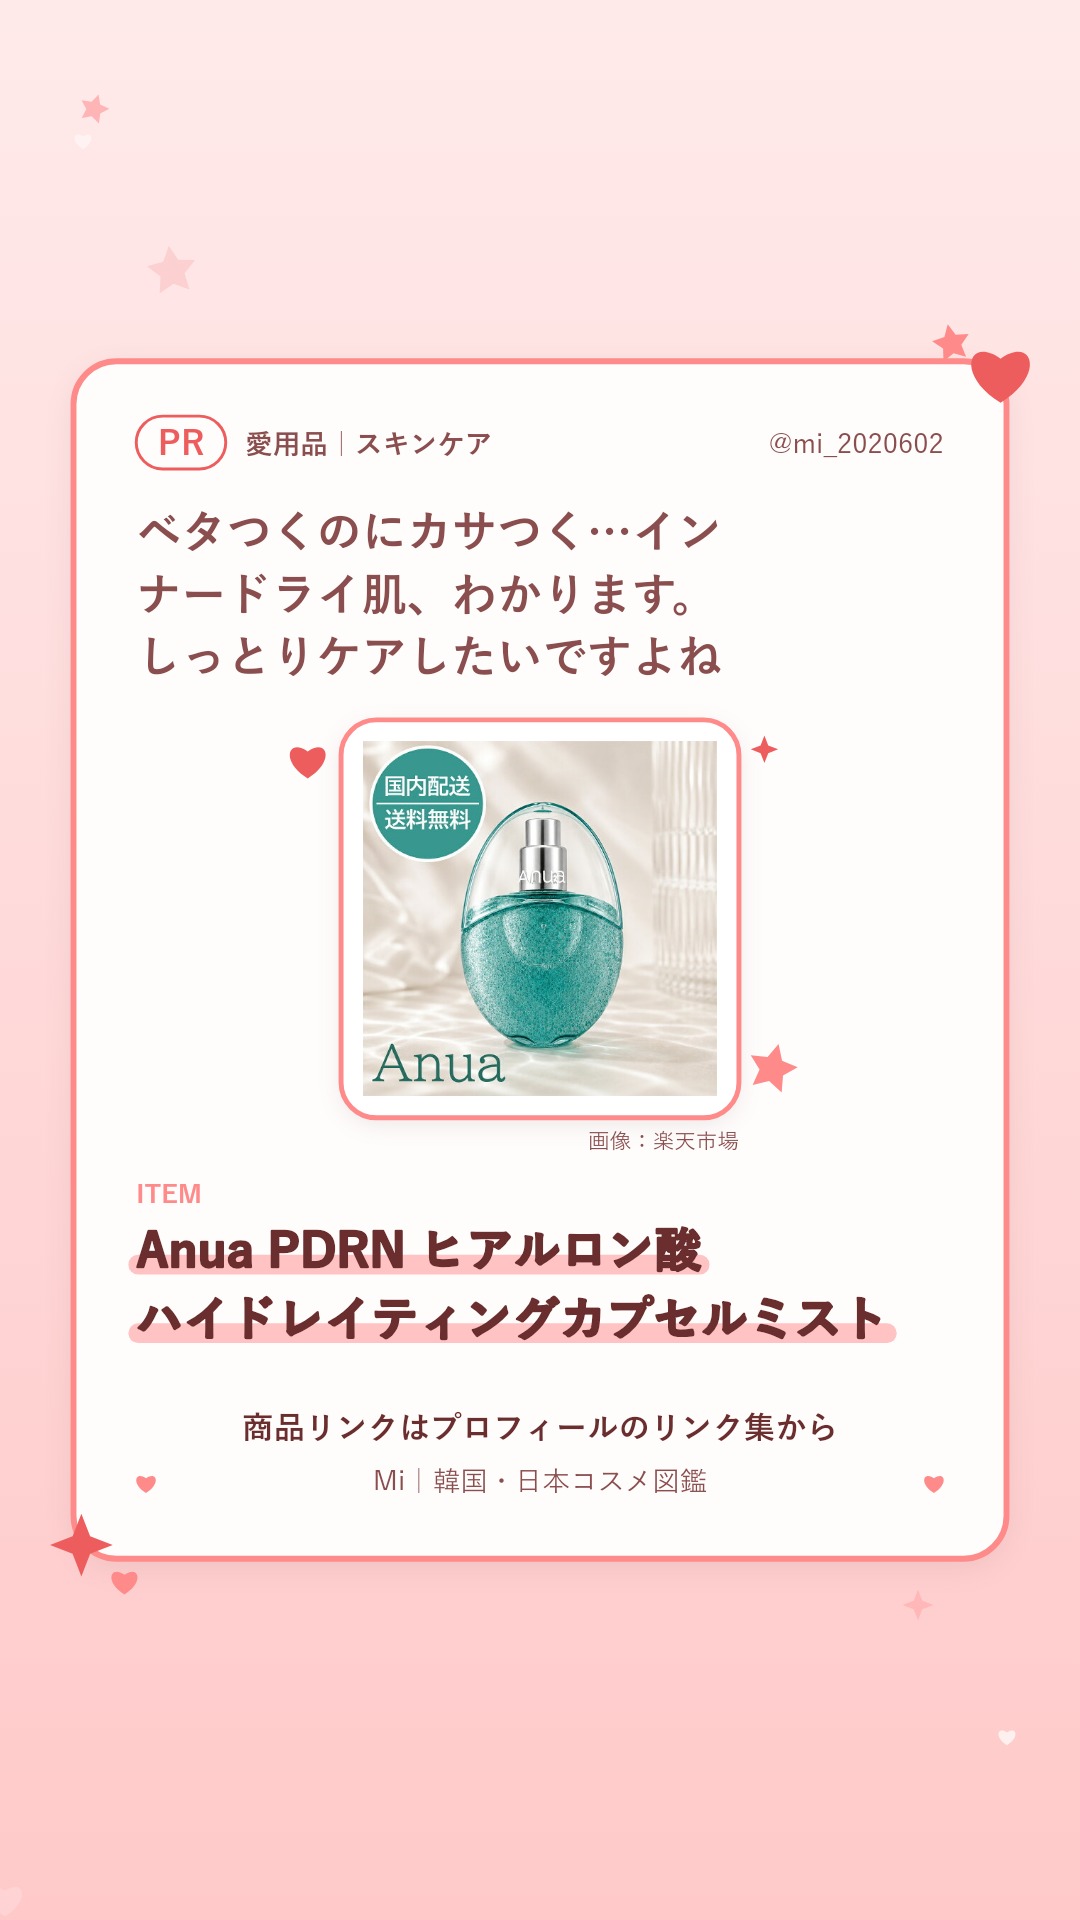 PR 愛用品｜スキンケア @mi_2020602
ベタつくのにカサつく…イン
ナードライ肌、わかります。
しっとりケアしたいですよね
国内配送
送料無料
Anua
Anua
画像：楽天市場
ITEM
Anua PDRN ヒアルロン酸
ハイドレイティングカプセルミスト
商品リンクはプロフィールのリンク集から
Mi｜韓国・日本コスメ図鑑